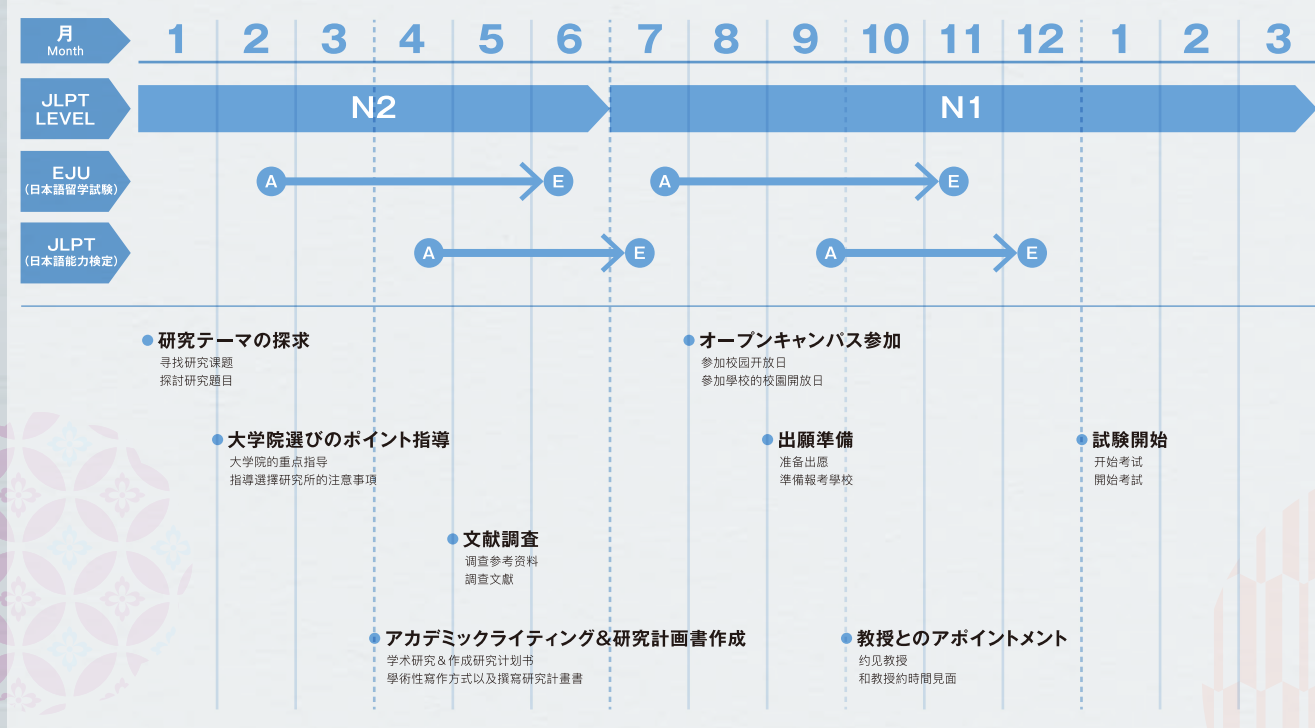 月
Month
1 2 3 4 5 6 7 8 9 10 11 12 1 2 3
JLPT
LEVEL
N2 N1
EJU
(日本語留学試験)
A E A E
JLPT
(日本語能力検定)
A E A E
研究テーマの探求
寻找研究课题
探討研究題目
オープンキャンパス参加
参加校园开放日
參加學校的校園開放日
大学院選びのポイント指導
大学院的重点指导
指導選擇研究所的注意事項
出願準備
准备出愿
準備報考學校
試験開始
开始考试
開始考試
文献調査
调查参考资料
調查文獻
アカデミックライティング&研究計画書作成
学术研究&作成研究计划书
學術性寫作方式以及撰寫研究計畫書
教授とのアポイントメント
约见教授
和教授約時間見面